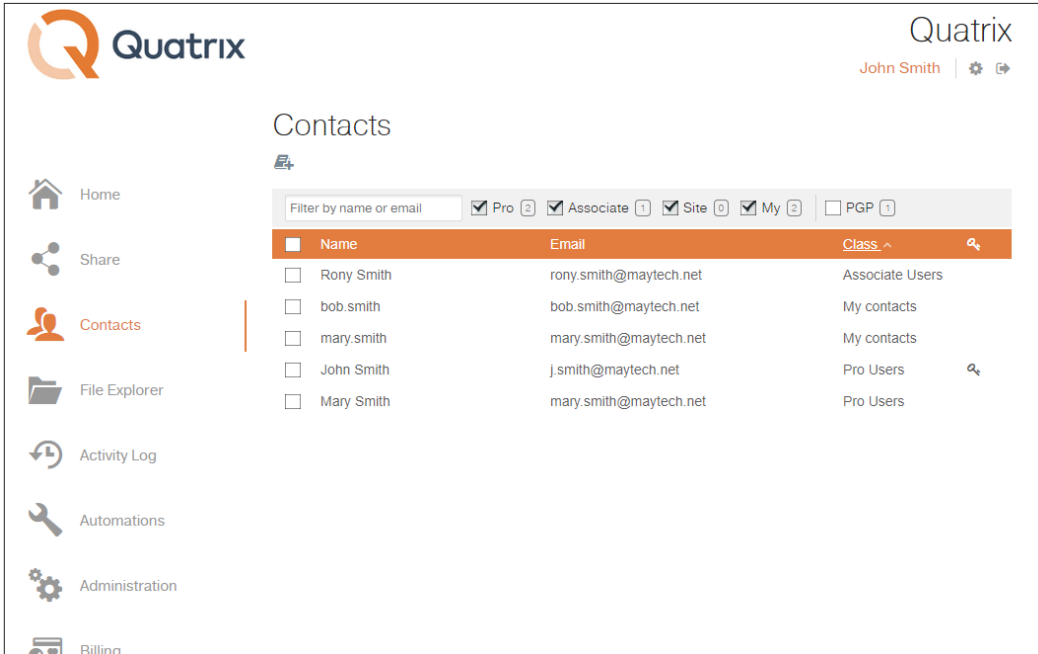 Quatrix
Quatrix
John Smith
Contacts
Home
Share
Contacts
File Explorer
Activity Log
Automations
Administration
Billing
Filter by name or email Pro 2 Associate 1 Site 0 My 2 PGP 1
Name Email Class
Rony Smith rony.smith@maytech.net Associate Users
bob.smith bob.smith@maytech.net My contacts
mary.smith mary.smith@maytech.net My contacts
John Smith j.smith@maytech.net Pro Users
Mary Smith mary.smith@maytech.net Pro Users